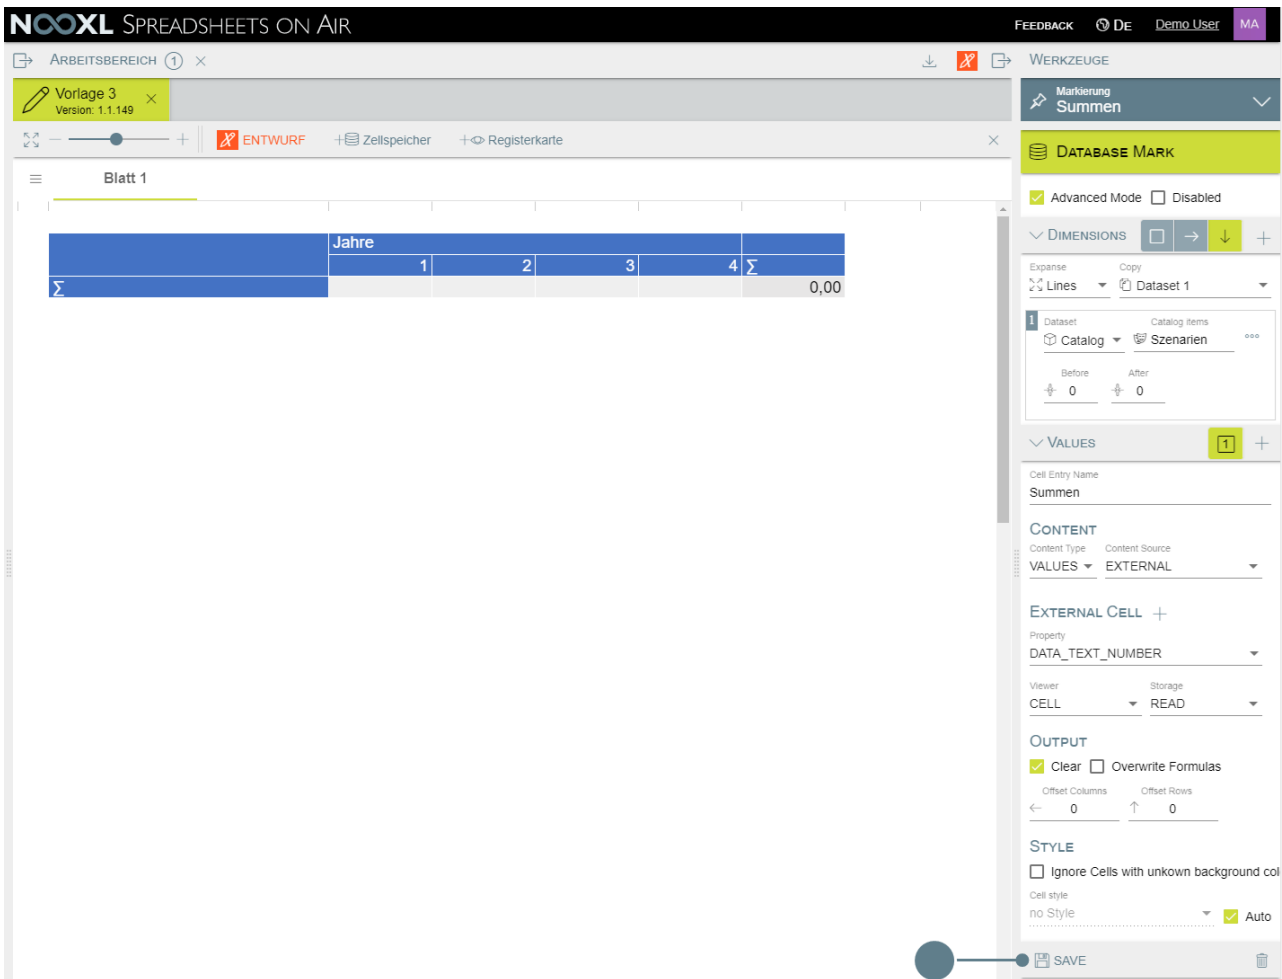 NOOXL SPREADSHEETS ON AIR
FEEDBACK DE Demo User MA
ARBEITSBEREICH 1
WERKZEUGE
Vorlage 3
Version: 1.1.149
Markierung
Summen
ENTWURF Zellspeicher Registerkarte
DATABASE MARK
Blatt 1
Advanced Mode Disabled
Jahre
1 2 3 4 Σ
Σ 0,00
DIMENSIONS
Expanse Copy
Lines Dataset 1
1 Dataset Catalog items
Catalog Szenarien
Before After
0 0
VALUES 1
Cell Entry Name
Summen
CONTENT
Content Type Content Source
VALUES EXTERNAL
EXTERNAL CELL
Property
DATA_TEXT_NUMBER
Viewer Storage
CELL READ
OUTPUT
Clear Overwrite Formulas
Offset Columns Offset Rows
0 0
STYLE
Ignore Cells with unkown background col
Cell style
no Style Auto
SAVE